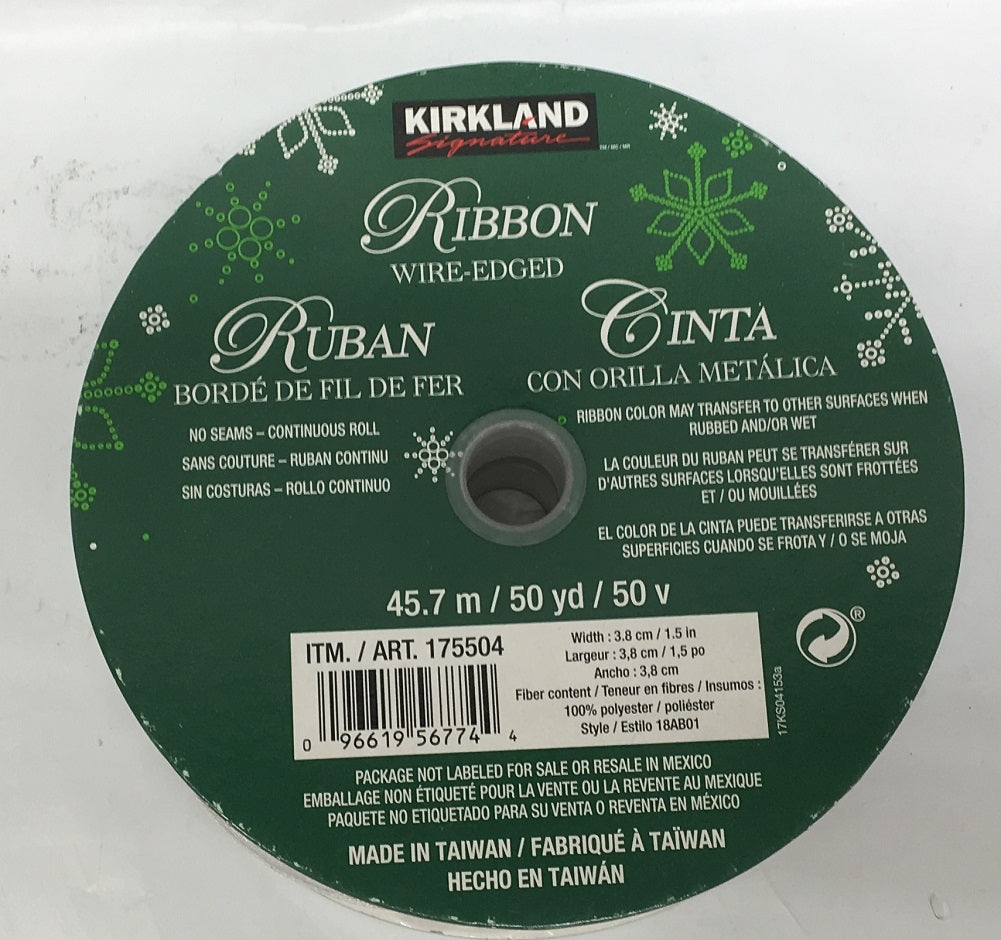 KIRKLAND
Signature
TM / MD / MR
RIBBON
WIRE-EDGED
RUBAN
BORDÉ DE FIL DE FER
CINTA
CON ORILLA METÁLICA
NO SEAMS – CONTINUOUS ROLL
SANS COUTURE – RUBAN CONTINU
SIN COSTURAS – ROLLO CONTINUO
RIBBON COLOR MAY TRANSFER TO OTHER SURFACES WHEN
RUBBED AND/OR WET
LA COULEUR DU RUBAN PEUT SE TRANSFÉRER SUR
D'AUTRES SURFACES LORSQU'ELLES SONT FROTTÉES
ET / OU MOUILLÉES
EL COLOR DE LA CINTA PUEDE TRANSFERIRSE A OTRAS
SUPERFICIES CUANDO SE FROTA Y / O SE MOJA
45.7 m / 50 yd / 50 v
ITM. / ART. 175504
0 96619 56774 4
Width : 3.8 cm / 1.5 in
Largeur : 3,8 cm / 1,5 po
Ancho : 3,8 cm
Fiber content / Teneur en fibres / Insumos :
100% polyester / poliéster
Style / Estilo 18AB01
®
17KS04153a
PACKAGE NOT LABELED FOR SALE OR RESALE IN MEXICO
EMBALLAGE NON ÉTIQUETÉ POUR LA VENTE OU LA REVENTE AU MEXIQUE
PAQUETE NO ETIQUETADO PARA SU VENTA O REVENTA EN MÉXICO
MADE IN TAIWAN / FABRIQUÉ À TAÏWAN
HECHO EN TAIWÁN